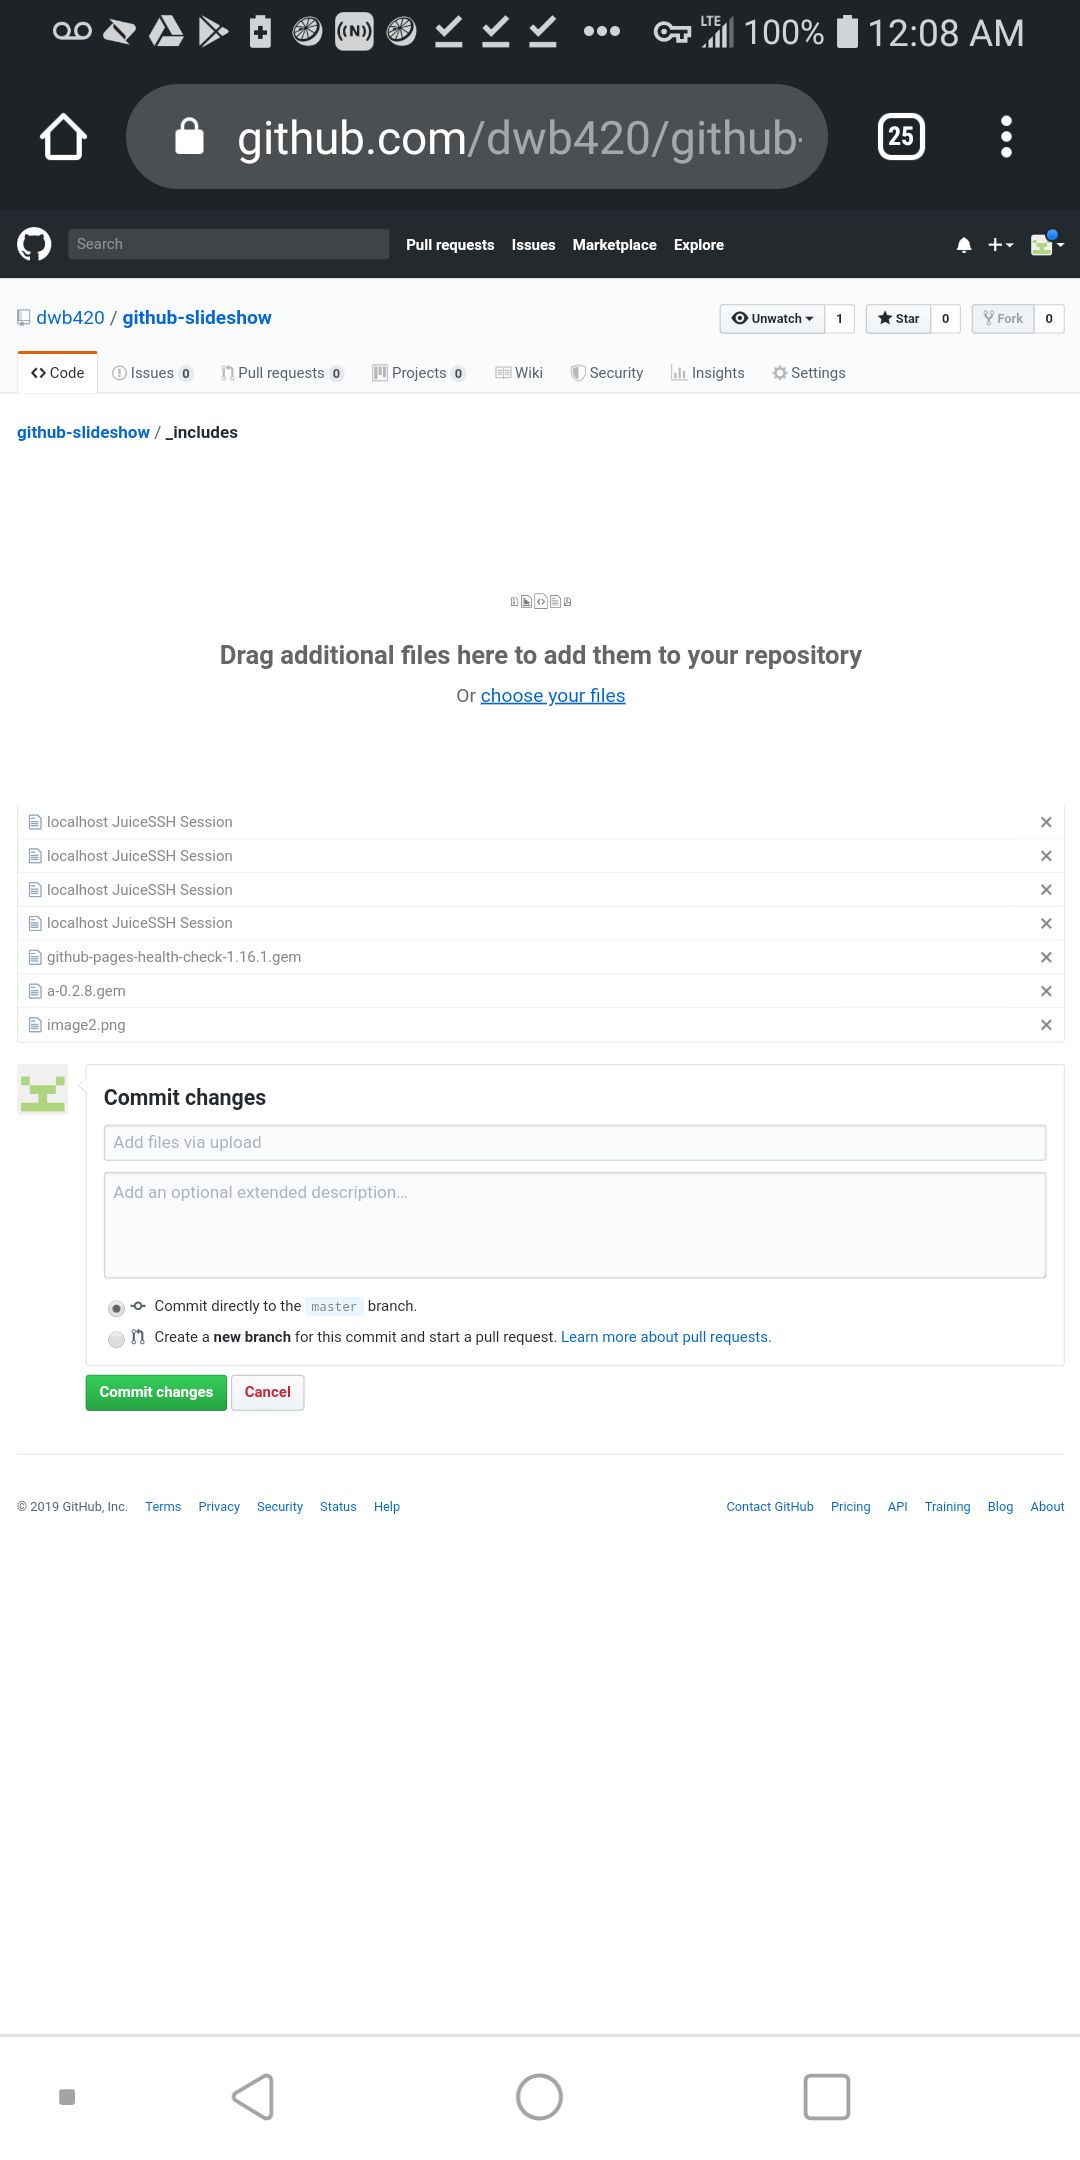 LTE 100% 12:08 AM
github.com/dwb420/github-
25
Search Pull requests Issues Marketplace Explore
dwb420 / github-slideshow Unwatch 1 Star 0 Fork 0
Code Issues 0 Pull requests 0 Projects 0 Wiki Security Insights Settings
github-slideshow / _includes
Drag additional files here to add them to your repository
Or choose your files
localhost JuiceSSH Session
localhost JuiceSSH Session
localhost JuiceSSH Session
localhost JuiceSSH Session
github-pages-health-check-1.16.1.gem
a-0.2.8.gem
image2.png
Commit changes
Add files via upload
Add an optional extended description…
Commit directly to the master branch.
Create a new branch for this commit and start a pull request. Learn more about pull requests.
Commit changes Cancel
© 2019 GitHub, Inc. Terms Privacy Security Status Help Contact GitHub Pricing API Training Blog About